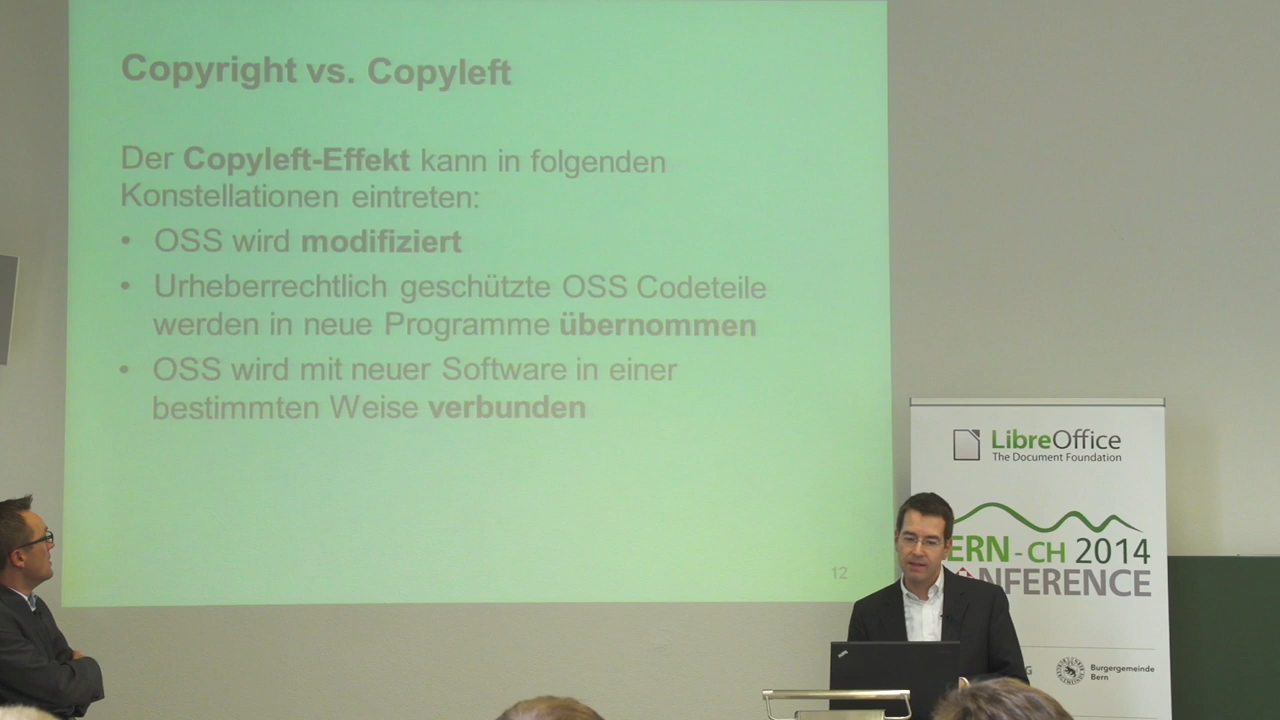 Copyright vs. Copyleft
Der Copyleft-Effekt kann in folgenden
Konstellationen eintreten:
• OSS wird modifiziert
• Urheberrechtlich geschützte OSS Codeteile
werden in neue Programme übernommen
• OSS wird mit neuer Software in einer
bestimmten Weise verbunden
12
LibreOffice
The Document Foundation
ERN - CH 2014
NFERENCE
G
Burgergemeinde
Bern